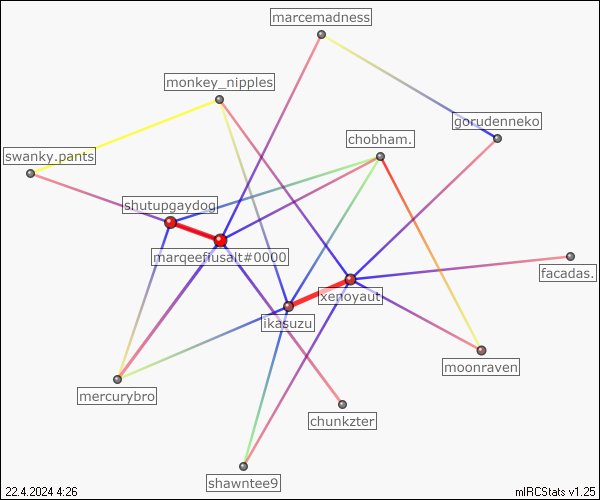 marcemadness
monkey_nipples
gorudenneko
chobham.
swanky.pants
shutupgaydog
marqeefiusalt#0000
facadas.
xenoyaut
ikasuzu
moonraven
mercurybro
chunkzter
shawntee9
22.4.2024 4:26
mIRCStats v1.25